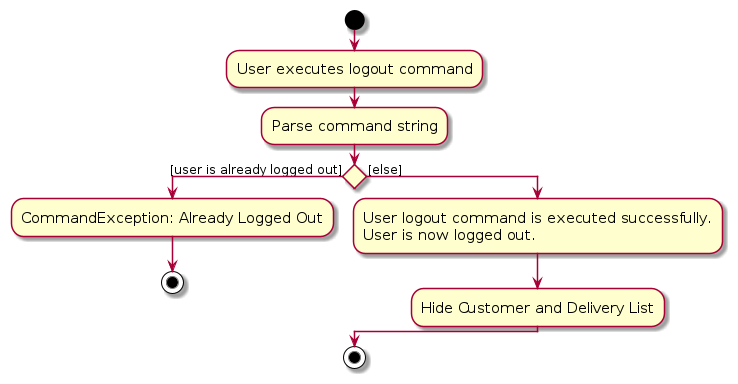 User executes logout command
Parse command string
[user is already logged out]
[else]
CommandException: Already Logged Out
User logout command is executed successfully.
User is now logged out.
Hide Customer and Delivery List